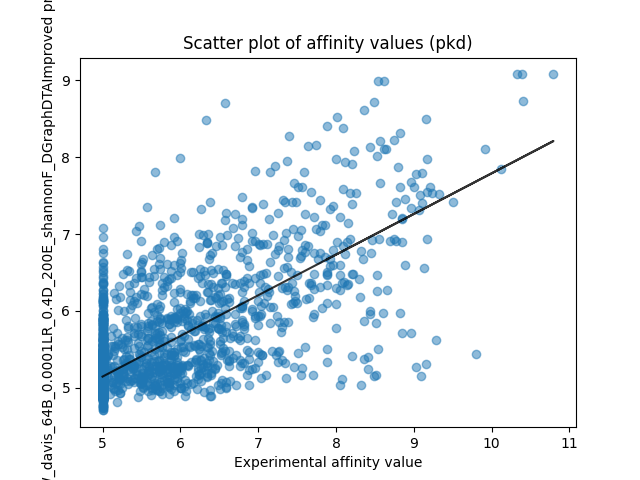 Scatter plot of affinity values (pkd)
_davis_64B_0.0001LR_0.4D_200E_shannonF_DGraphDTAImproved
9
8
7
6
5
5 6 7 8 9 10 11
Experimental affinity value